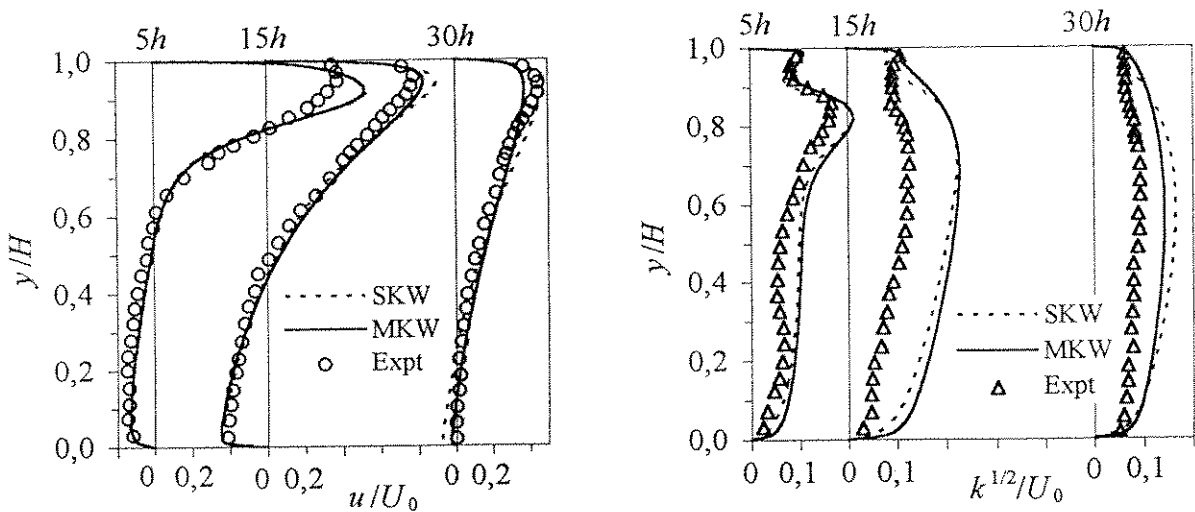 5h 15h 30h
1,0
0,8
0,6
0,4
0,2
0,0
y/H
SKW
MKW
Expt
0 0,2 0 0,2 0 0,2
u/U₀
5h 15h 30h
1,0
0,8
0,6
0,4
0,2
0,0
y/H
SKW
MKW
Expt
0 0,1 0 0,1 0 0,1
k^{1/2}/U₀